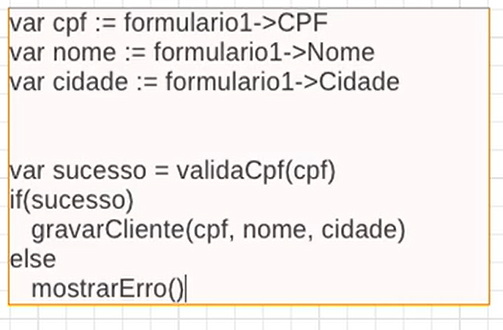 var cpf := formulario1->CPF
var nome := formulario1->Nome
var cidade := formulario1->Cidade
var sucesso = validaCpf(cpf)
if(sucesso)
gravarCliente(cpf, nome, cidade)
else
mostrarErro()